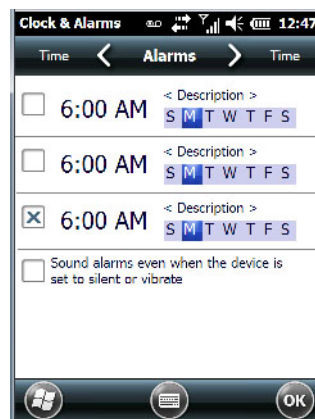 Clock & Alarms 12:47
Time Alarms Time
6:00 AM < Description >
S M T W T F S
6:00 AM < Description >
S M T W T F S
6:00 AM < Description >
S M T W T F S
Sound alarms even when the device is
set to silent or vibrate
OK